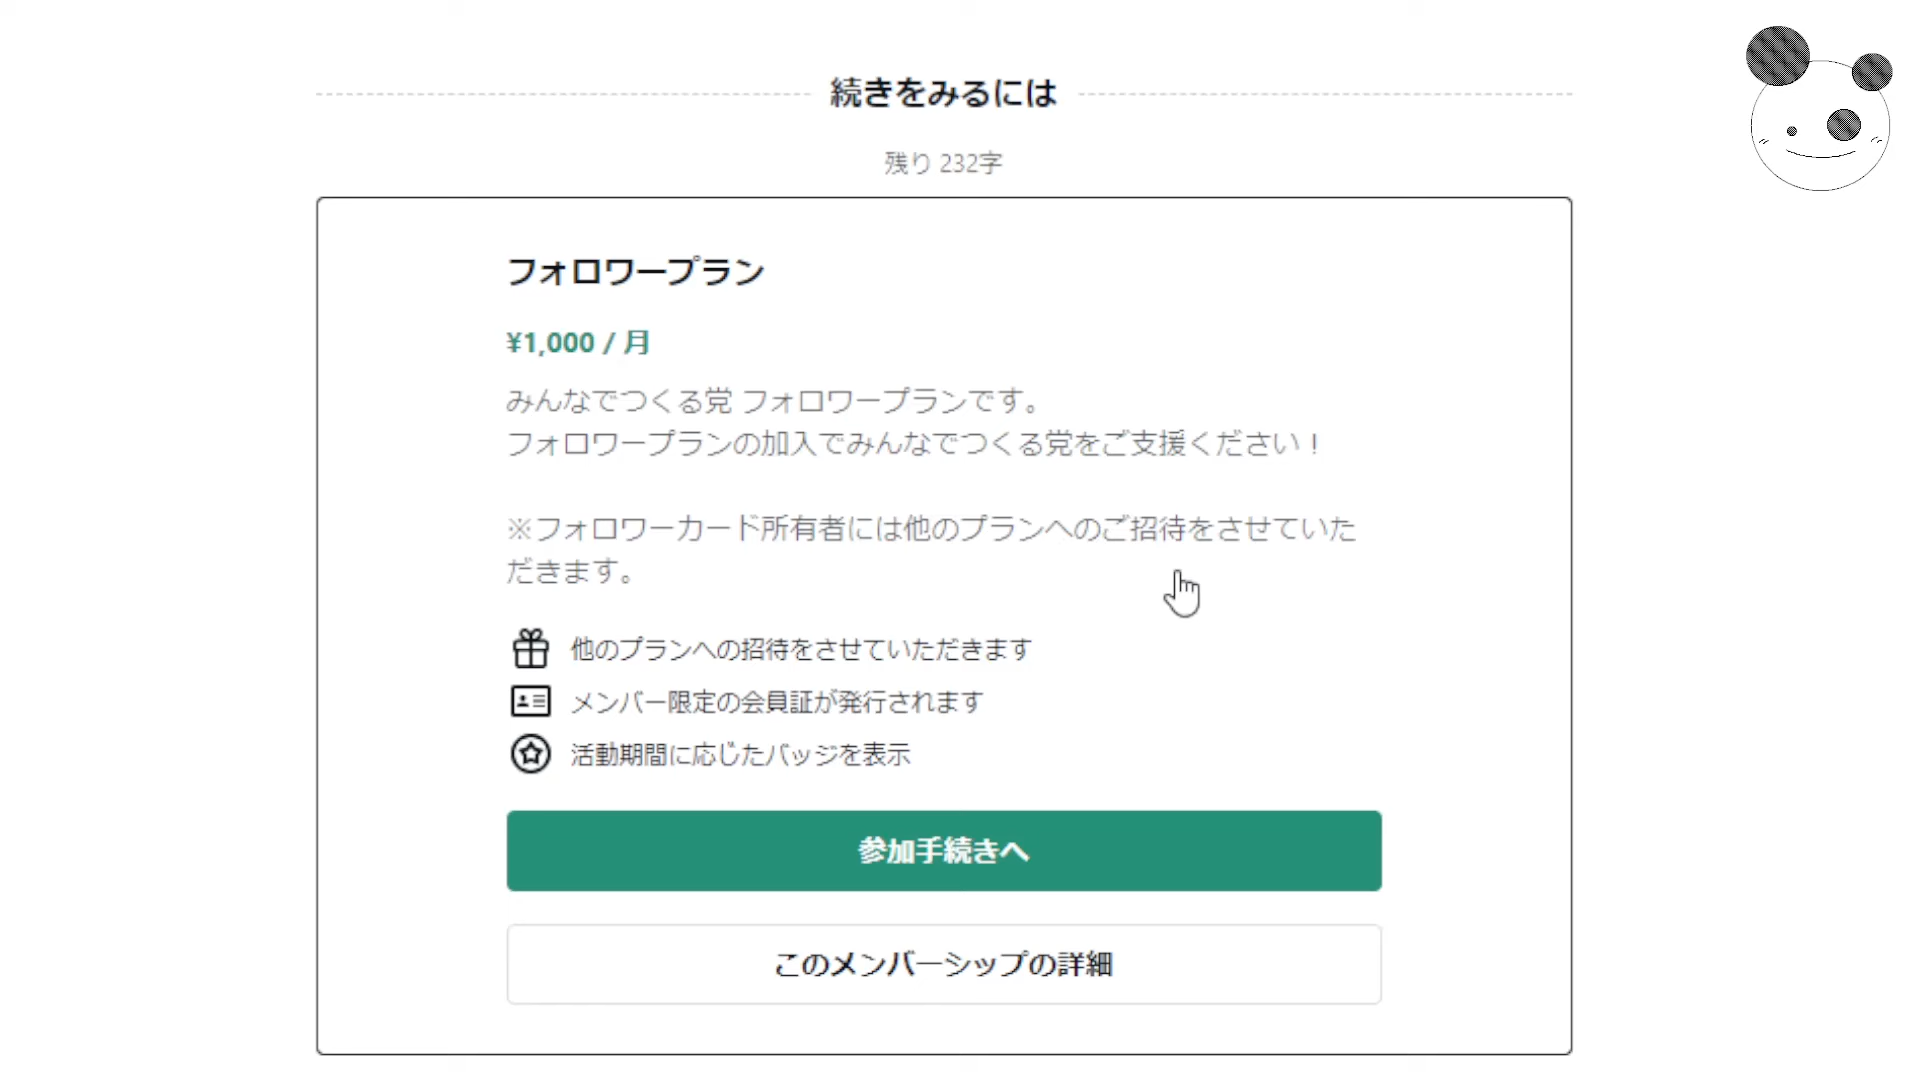 続きをみるには
残り 232字
フォロワープラン
¥1,000 / 月
みんなでつくる党 フォロワープランです。
フォロワープランの加入でみんなでつくる党をご支援ください！
※フォロワーカード所有者には他のプランへのご招待をさせていた
だきます。
他のプランへの招待をさせていただきます
メンバー限定の会員証が発行されます
活動期間に応じたバッジを表示
参加手続きへ
このメンバーシップの詳細